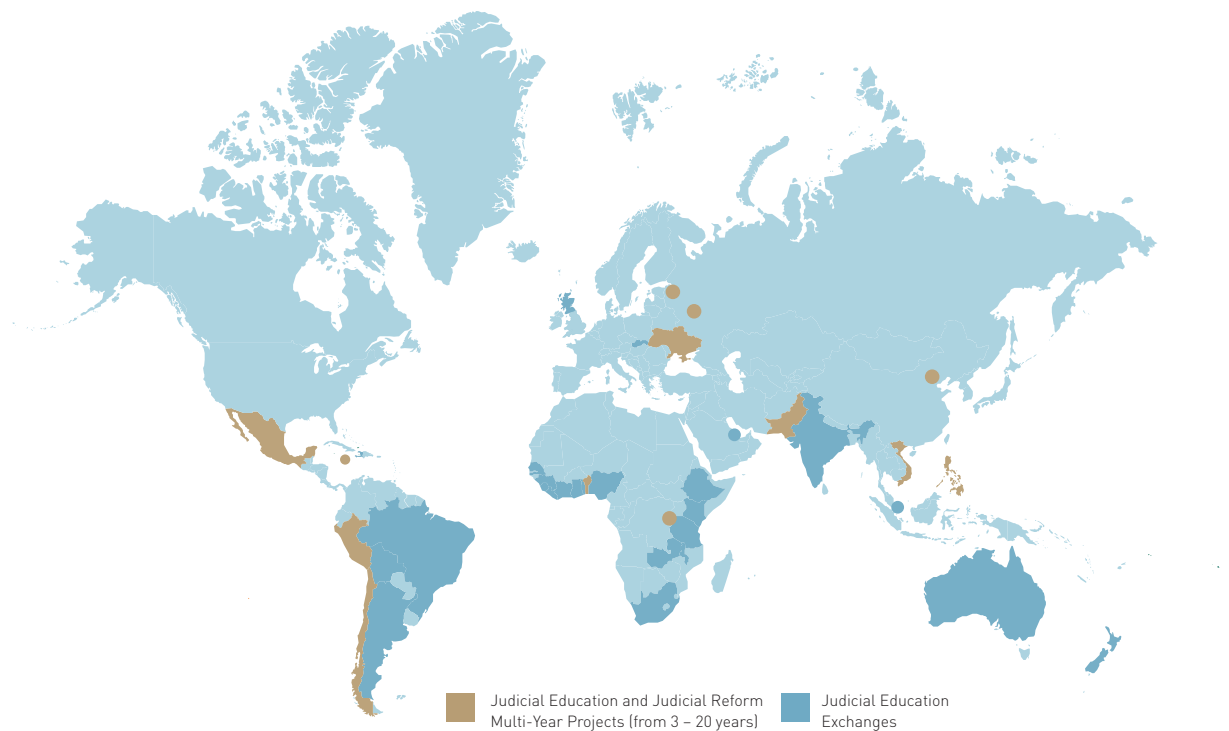 Judicial Education and Judicial Reform
Multi-Year Projects (from 3 – 20 years)
Judicial Education
Exchanges